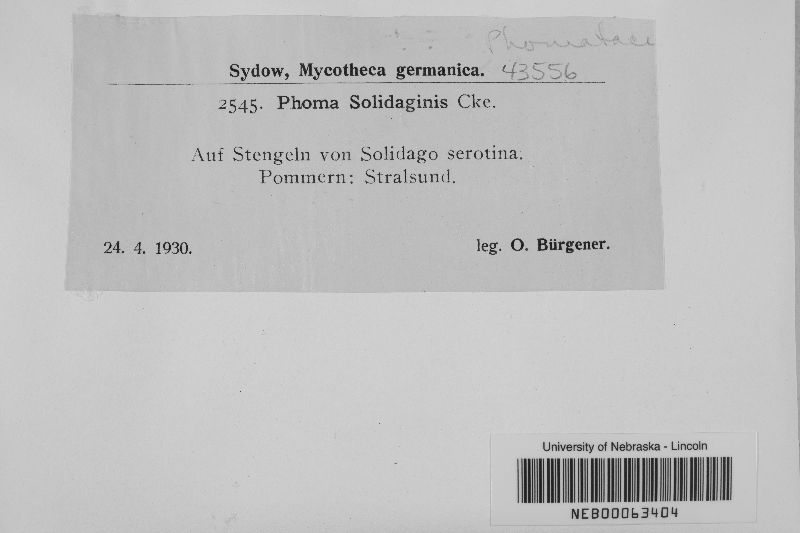 Phomataci
Sydow, Mycotheca germanica. 43556
2545. Phoma Solidaginis Cke.
Auf Stengeln von Solidago serotina.
Pommern: Stralsund.
24. 4. 1930. leg. O. Bürgener.
University of Nebraska - Lincoln
NEB00063404